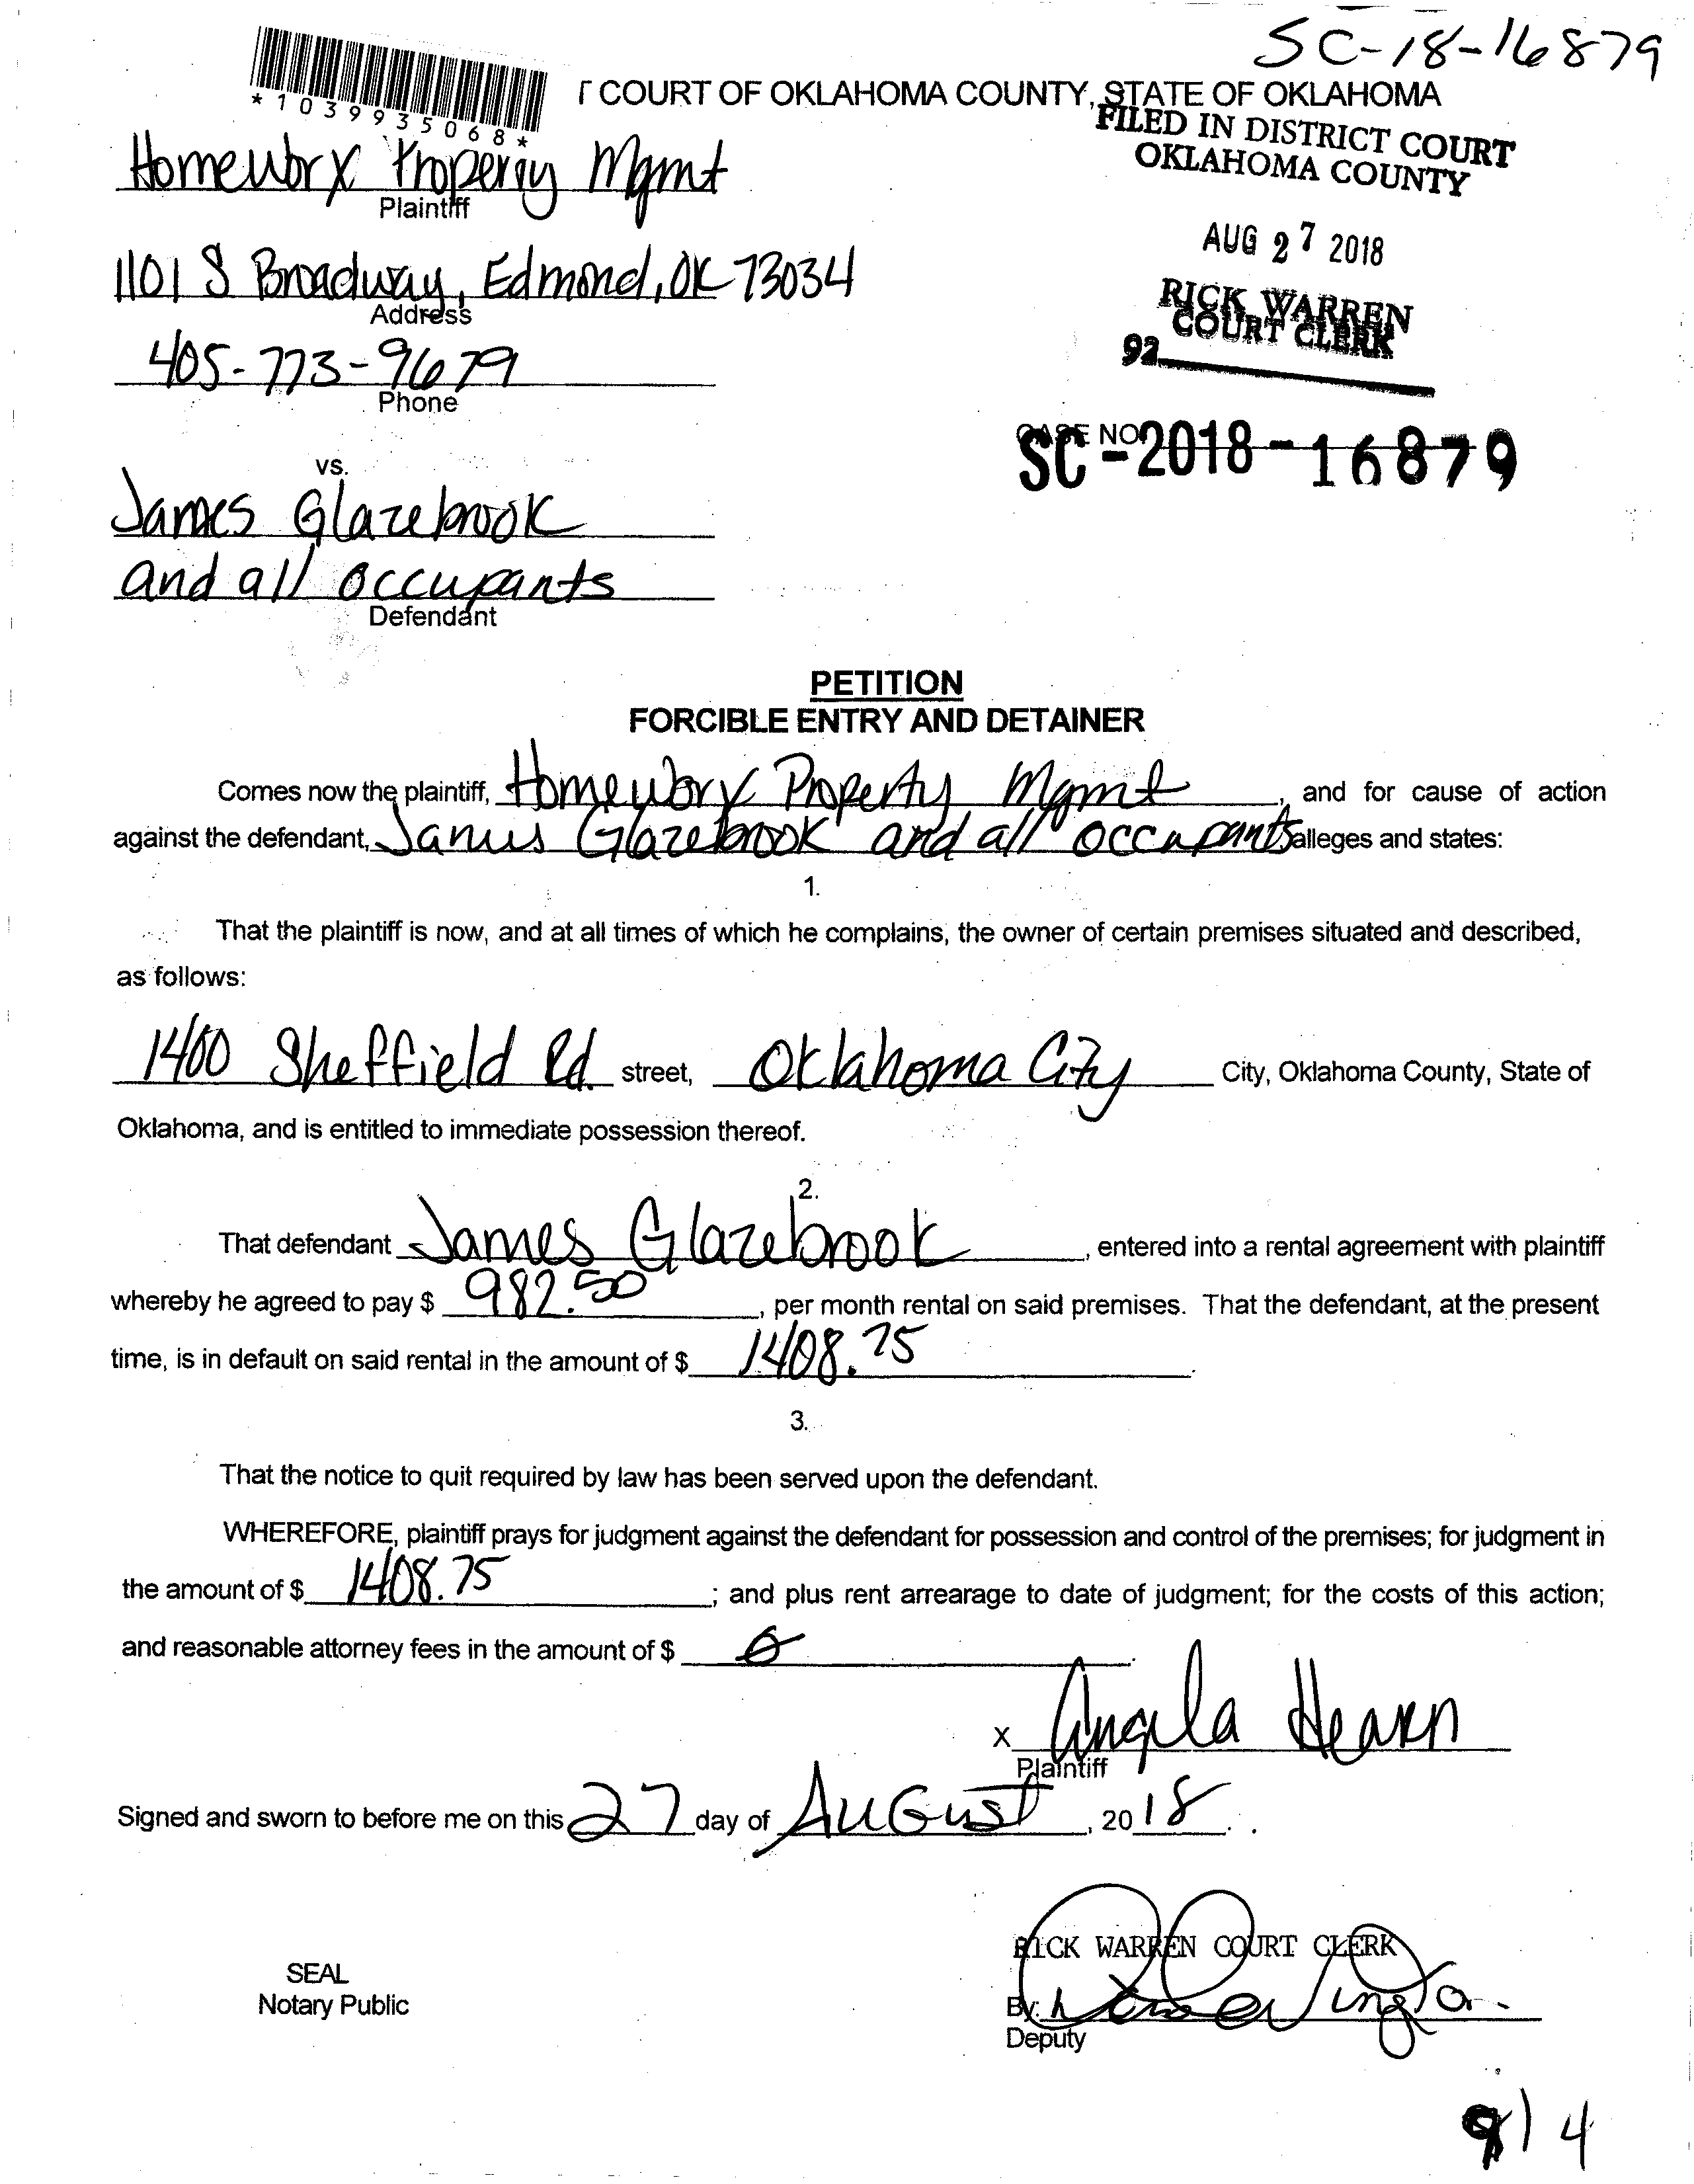 SC-18-16879
*1039935068*
T COURT OF OKLAHOMA COUNTY, STATE OF OKLAHOMA
FILED IN DISTRICT COURT
OKLAHOMA COUNTY
Homeworx Property Mgmt
Plaintiff
AUG 27 2018
1101 S Broadway, Edmond, OK 73034
Address
RICK WARREN
COURT CLERK
92
405-773-9679
Phone
CASE NO
SC-2018-16879
vs.
James Glazebrook
and all occupants
Defendant
PETITION
FORCIBLE ENTRY AND DETAINER
Comes now the plaintiff, Homeworx Property Mgmt, and for cause of action
against the defendant, James Glazebrook and all occupants alleges and states:
1.
That the plaintiff is now, and at all times of which he complains, the owner of certain premises situated and described,
as follows:
1400 Sheffield Rd. street, Oklahoma City City, Oklahoma County, State of
Oklahoma, and is entitled to immediate possession thereof.
2.
That defendant James Glazebrook, entered into a rental agreement with plaintiff
whereby he agreed to pay $ 982.50, per month rental on said premises. That the defendant, at the present
time, is in default on said rental in the amount of $ 1408.75.
3.
That the notice to quit required by law has been served upon the defendant.
WHEREFORE, plaintiff prays for judgment against the defendant for possession and control of the premises; for judgment in
the amount of $ 1408.75; and plus rent arrearage to date of judgment; for the costs of this action;
and reasonable attorney fees in the amount of $ 0.
X Angela Hearn
Plaintiff
Signed and sworn to before me on this 27 day of AuGust, 2018.
RICK WARREN COURT CLERK
SEAL
Notary Public
By:
Deputy
9/4